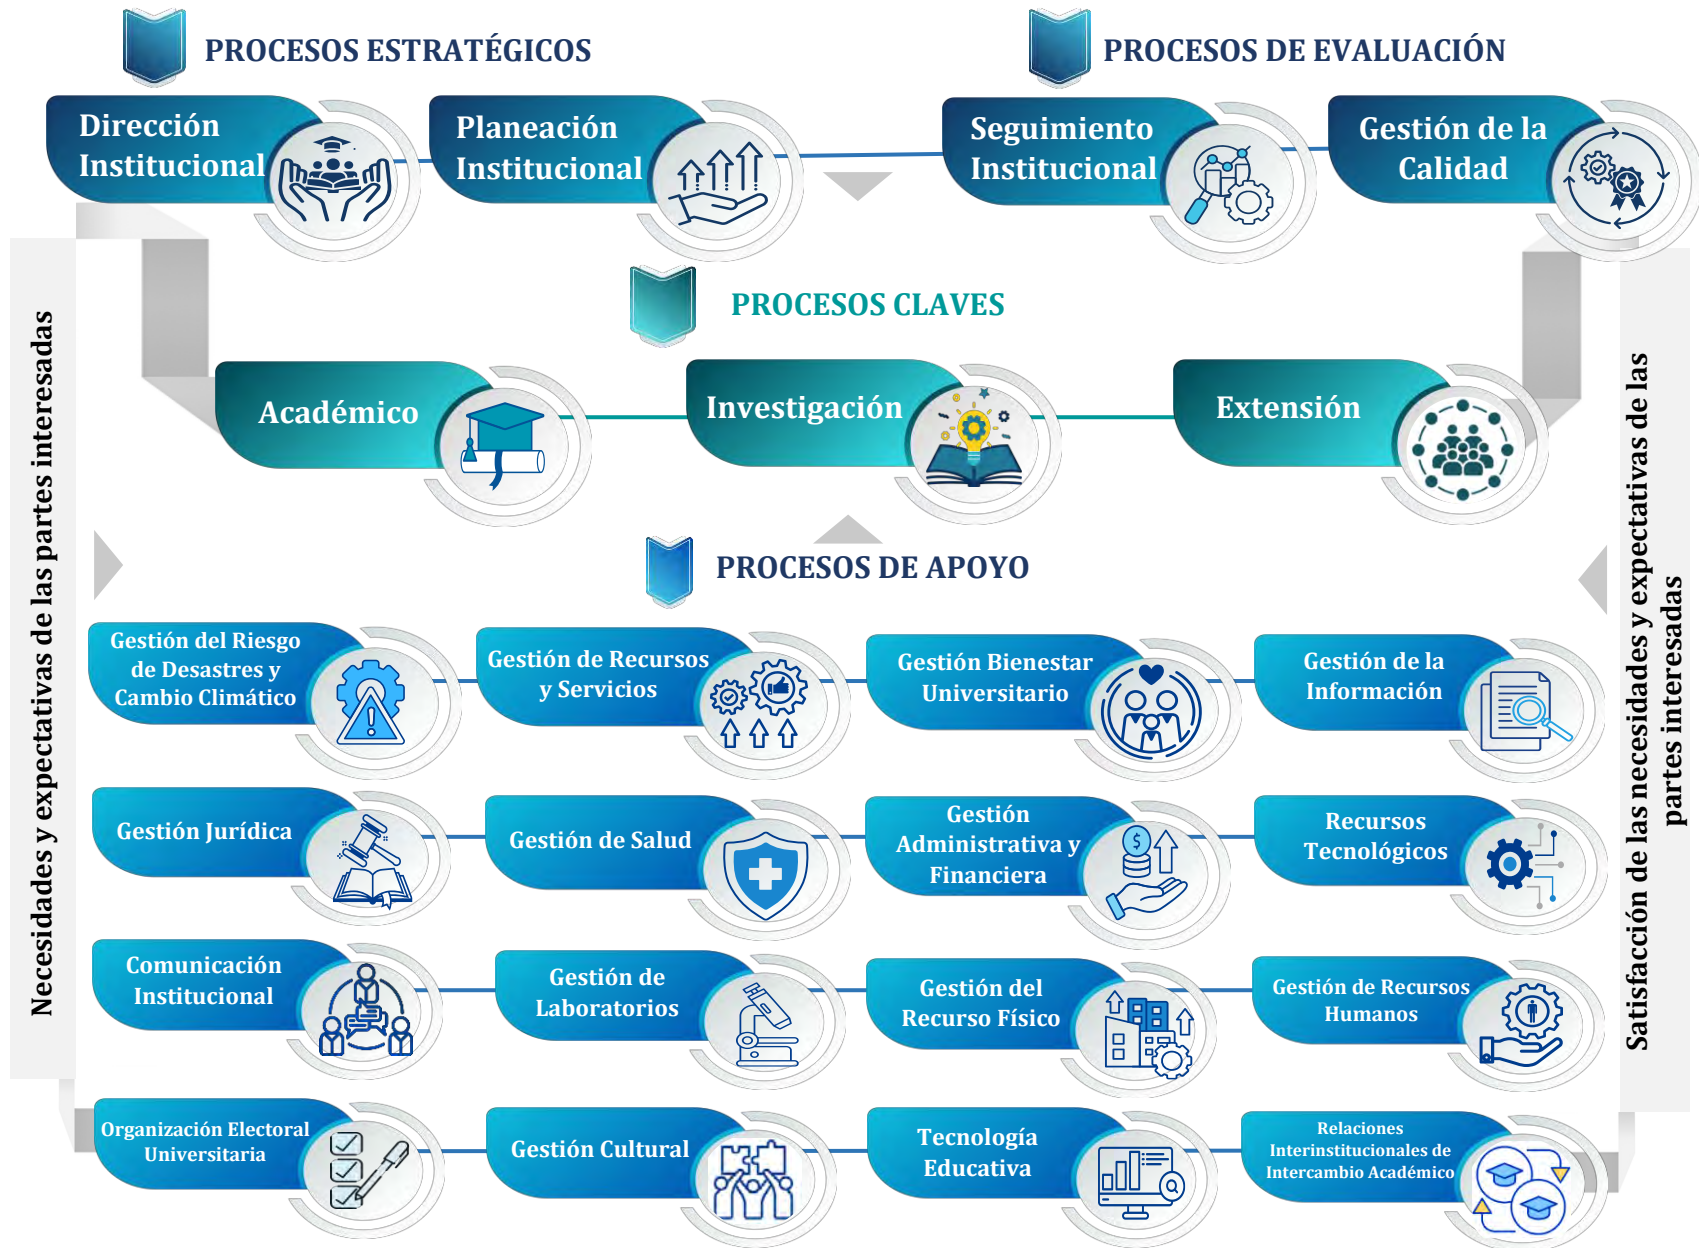 PROCESOS ESTRATÉGICOS
PROCESOS DE EVALUACIÓN
Dirección
Institucional
Planeación
Institucional
Seguimiento
Institucional
Gestión de la
Calidad
PROCESOS CLAVES
Académico
Investigación
Extensión
Necesidades y expectativas de las partes interesadas
Satisfacción de las necesidades y expectativas de las
partes interesadas
PROCESOS DE APOYO
Gestión del Riesgo
de Desastres y
Cambio Climático
Gestión de Recursos
y Servicios
Gestión Bienestar
Universitario
Gestión de la
Información
Gestión Jurídica
Gestión de Salud
Gestión
Administrativa y
Financiera
$
Recursos
Tecnológicos
Comunicación
Institucional
Gestión de
Laboratorios
Gestión del
Recurso Físico
Gestión de Recursos
Humanos
Organización Electoral
Universitaria
Gestión Cultural
Tecnología
Educativa
Relaciones
Interinstitucionales de
Intercambio Académico